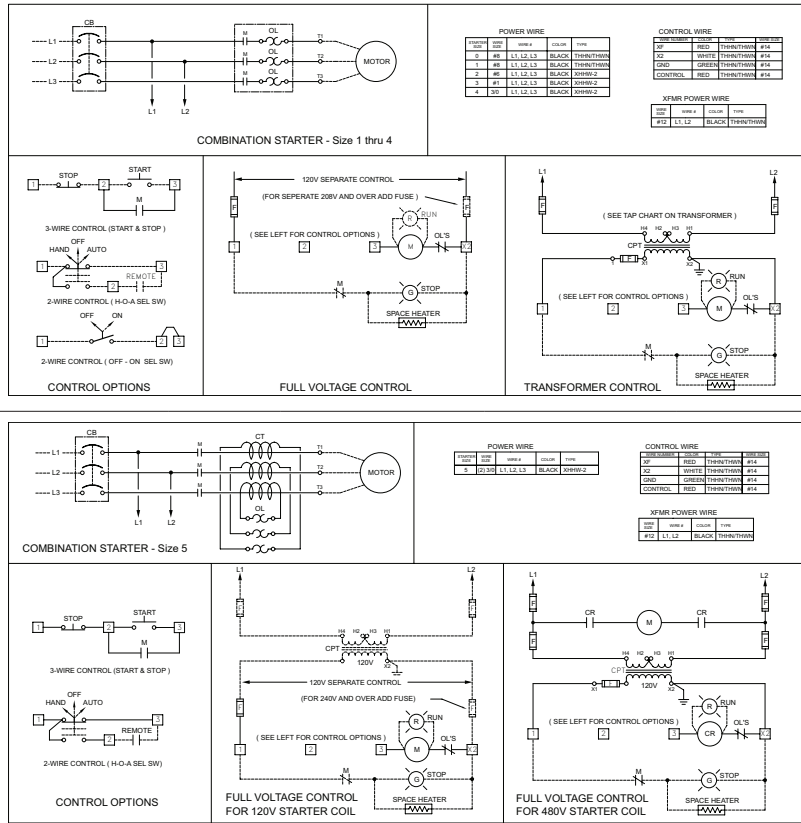 CB
L1
L2
L3
M
M
M
OL
OL
OL
T1
T2
T3
MOTOR
L1
L2
COMBINATION STARTER - Size 1 thru 4
POWER WIRE
STARTER SIZE WIRE SIZE WIRE # COLOR TYPE
0 #8 L1, L2, L3 BLACK THHN/THWN
1 #8 L1, L2, L3 BLACK THHN/THWN
2 #6 L1, L2, L3 BLACK XHHW-2
3 #1 L1, L2, L3 BLACK XHHW-2
4 3/0 L1, L2, L3 BLACK XHHW-2
CONTROL WIRE
WIRE NUMBER COLOR TYPE WIRE SIZE
XF RED THHN/THWN #14
X2 WHITE THHN/THWN #14
GND GREEN THHN/THWN #14
CONTROL RED THHN/THWN #14
XFMR POWER WIRE
WIRE SIZE WIRE # COLOR TYPE
#12 L1, L2 BLACK THHN/THWN
STOP START
1 2 3
M
3-WIRE CONTROL (START & STOP )
OFF
HAND AUTO
1 3
2 REMOTE
2-WIRE CONTROL ( H-O-A SEL SW)
OFF ON
1 2 3
2-WIRE CONTROL ( OFF - ON SEL SW)
CONTROL OPTIONS
120V SEPARATE CONTROL
(FOR SEPERATE 208V AND OVER ADD FUSE )
F F
R RUN
( SEE LEFT FOR CONTROL OPTIONS ) OL'S
1 2 3 M X2
M G STOP
SPACE HEATER
FULL VOLTAGE CONTROL
L1 L2
F F
( SEE TAP CHART ON TRANSFORMER )
H4 H2 H3 H1
CPT
1 F X1 X2
R RUN
( SEE LEFT FOR CONTROL OPTIONS ) OL'S
1 2 3 M X2
M G STOP
SPACE HEATER
TRANSFORMER CONTROL
CB
L1
L2
L3
M
M
M
CT
OL
T1
T2
T3
MOTOR
L1
L2
COMBINATION STARTER - Size 5
POWER WIRE
STARTER SIZE WIRE SIZE WIRE # COLOR TYPE
5 (2) 3/0 L1, L2, L3 BLACK XHHW-2
CONTROL WIRE
WIRE NUMBER COLOR TYPE WIRE SIZE
XF RED THHN/THWN #14
X2 WHITE THHN/THWN #14
GND GREEN THHN/THWN #14
CONTROL RED THHN/THWN #14
XFMR POWER WIRE
WIRE SIZE WIRE # COLOR TYPE
#12 L1, L2 BLACK THHN/THWN
STOP START
1 2 3
M
3-WIRE CONTROL (START & STOP )
OFF
HAND AUTO
1 3
2 REMOTE
2-WIRE CONTROL ( H-O-A SEL SW)
CONTROL OPTIONS
L1 L2
F F
H4 H2 H3 H1
CPT
120V X2
120V SEPARATE CONTROL
(FOR 240V AND OVER ADD FUSE)
F F
R RUN
( SEE LEFT FOR CONTROL OPTIONS ) OL'S
1 2 3 M X2
M G STOP
SPACE HEATER
FULL VOLTAGE CONTROL
FOR 120V STARTER COIL
L1 L2
F F
CR M CR
F F
H4 H2 H3 H1
CPT
X1 F 120V X2
R RUN
( SEE LEFT FOR CONTROL OPTIONS ) OL'S
1 2 3 CR X2
M G STOP
SPACE HEATER
FULL VOLTAGE CONTROL
FOR 480V STARTER COIL